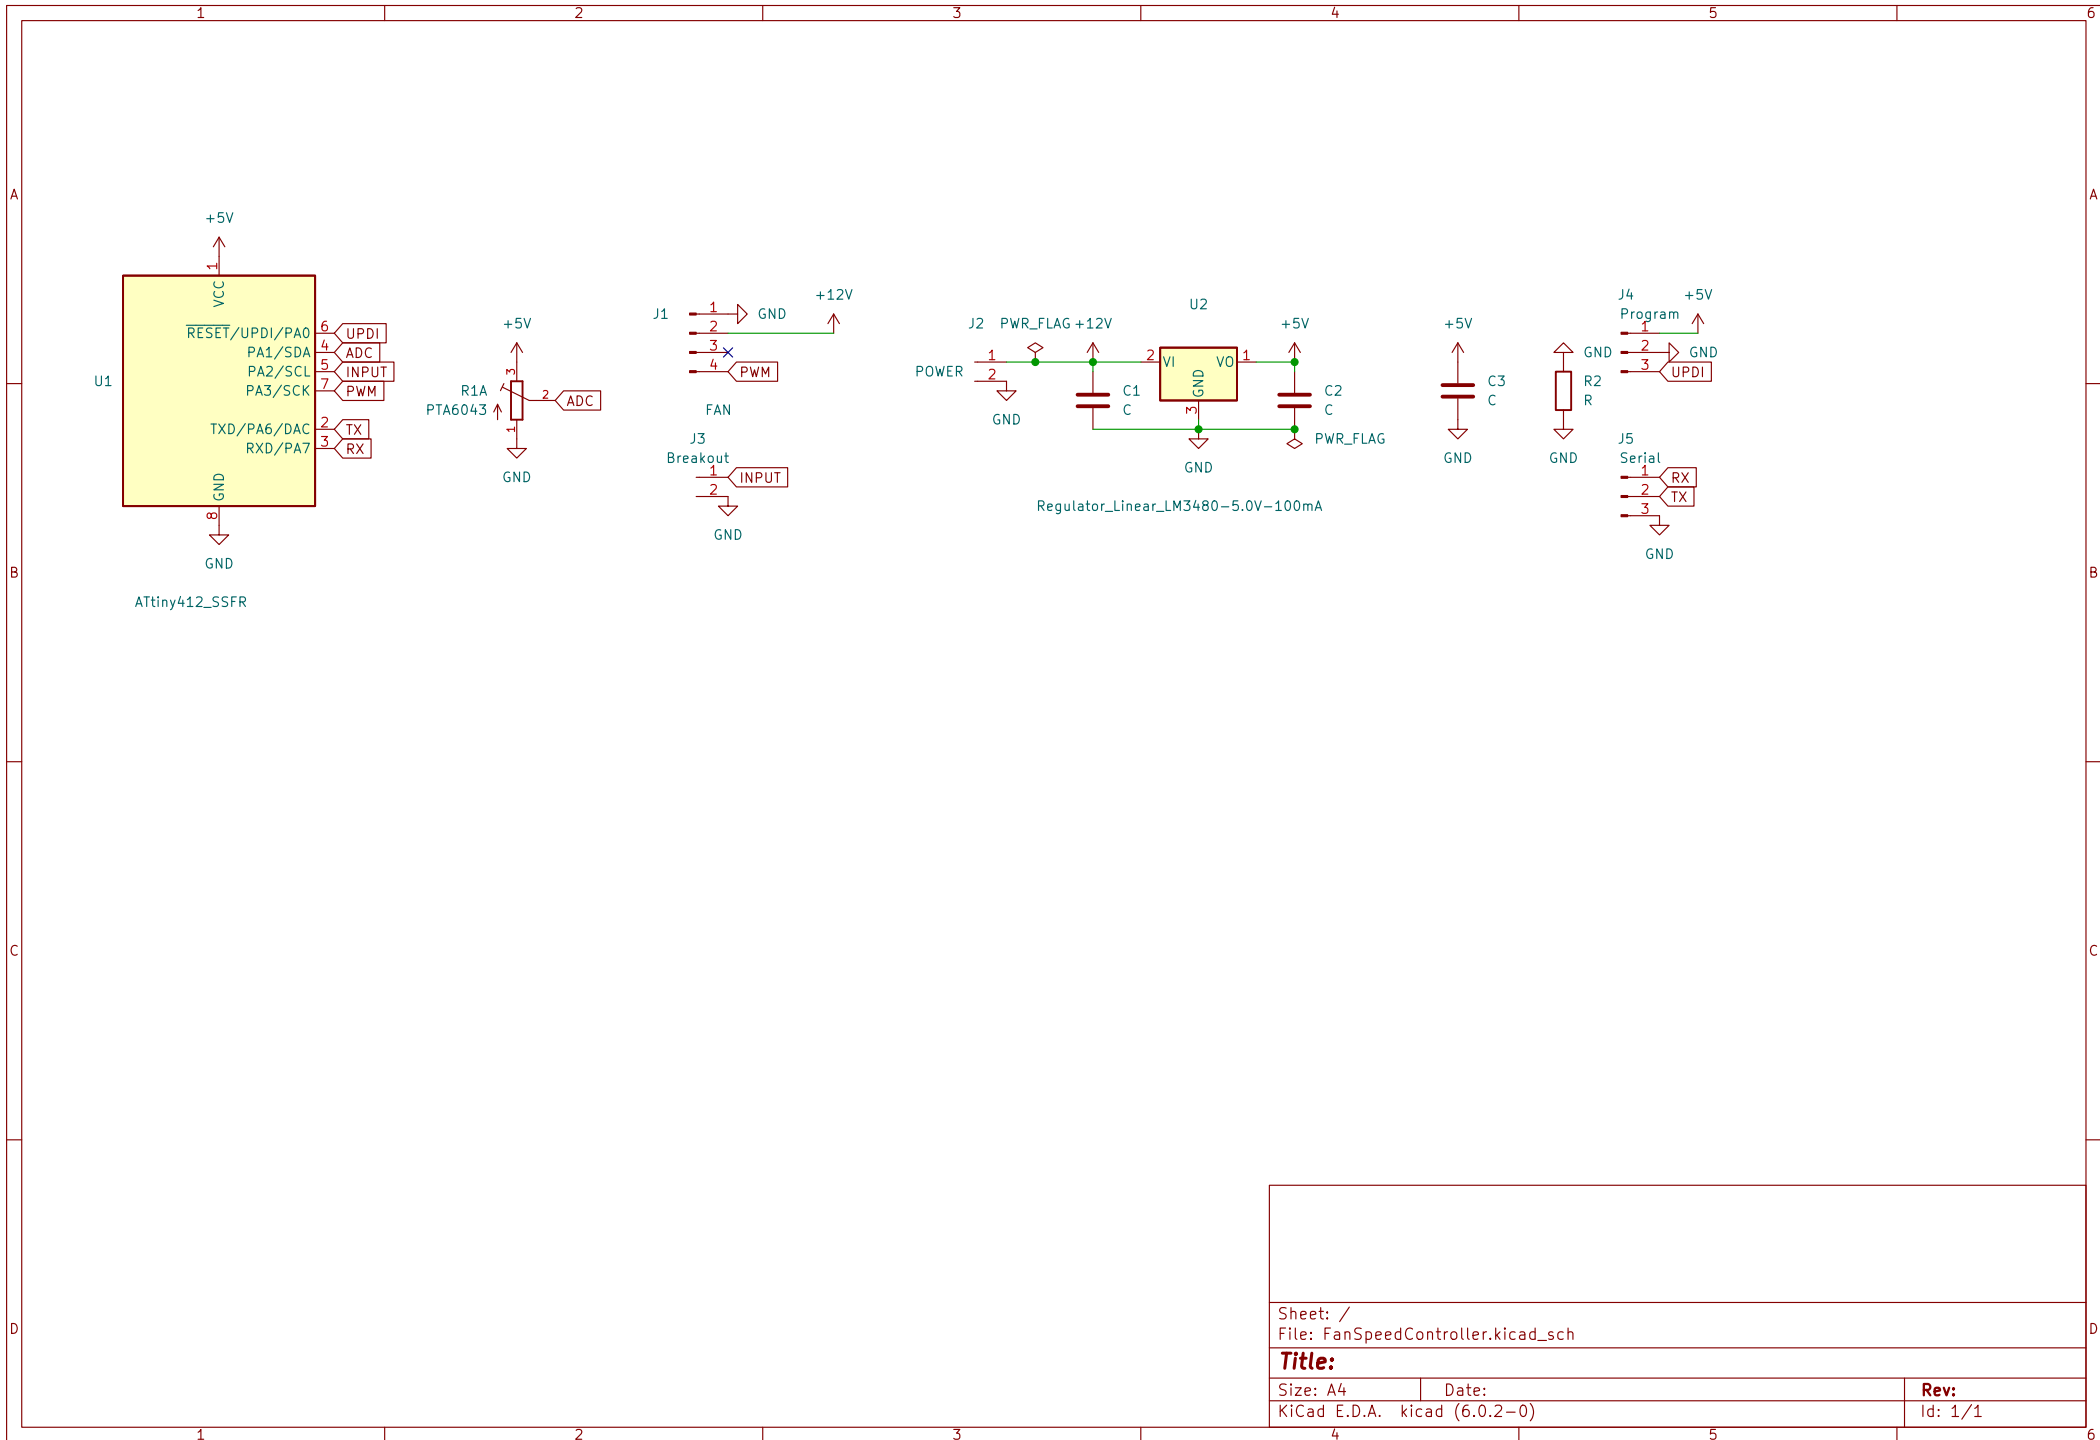 1 2 3 4 5 6
A A
B B
C C
D D
+5V
1
VCC
RESET/UPDI/PA0 6 UPDI
PA1/SDA 4 ADC
PA2/SCL 5 INPUT
PA3/SCK 7 PWM
TXD/PA6/DAC 2 TX
RXD/PA7 3 RX
U1
GND
8
GND
ATtiny412_SSFR
+5V
3
R1A
PTA6043
2 ADC
1
GND
J1
1 GND
+12V
2
3
4 PWM
FAN
J3
Breakout
1 INPUT
2
GND
J2 PWR_FLAG +12V
POWER
1
2
GND
C1
C
U2
2 VI VO 1
GND
3
GND
+5V
C2
C
PWR_FLAG
Regulator_Linear_LM3480-5.0V-100mA
+5V
C3
C
GND
GND
R2
R
GND
J4 +5V
Program
1
2 GND
3 UPDI
J5
Serial
1 RX
2 TX
3
GND
Sheet: /
File: FanSpeedController.kicad_sch
Title:
Size: A4 Date: Rev:
KiCad E.D.A. kicad (6.0.2-0) Id: 1/1
1 2 3 4 5 6